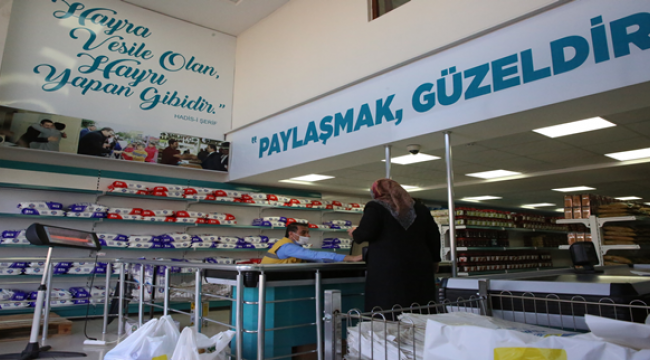 Hayra
Vesile Olan,
Hayrı
Yapan Gibidir."
HADİS-İ ŞERİF
"PAYLAŞMAK, GÜZELDİR